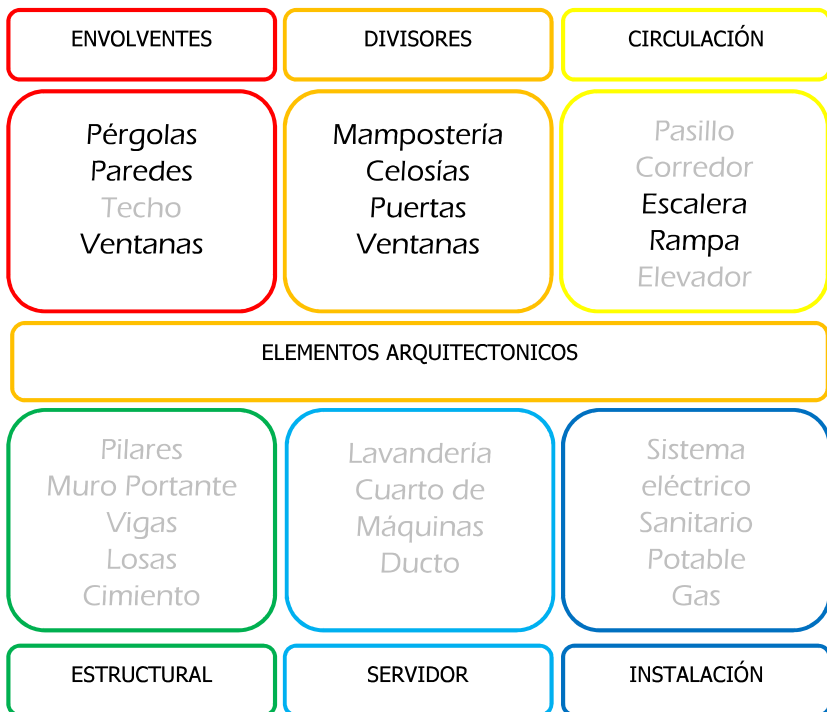 ENVOLVENTES
DIVISORES
CIRCULACIÓN
Pérgolas
Paredes
Techo
Ventanas
Mampostería
Celosías
Puertas
Ventanas
Pasillo
Corredor
Escalera
Rampa
Elevador
ELEMENTOS ARQUITECTONICOS
Pilares
Muro Portante
Vigas
Losas
Cimiento
Lavandería
Cuarto de
Máquinas
Ducto
Sistema
eléctrico
Sanitario
Potable
Gas
ESTRUCTURAL
SERVIDOR
INSTALACIÓN